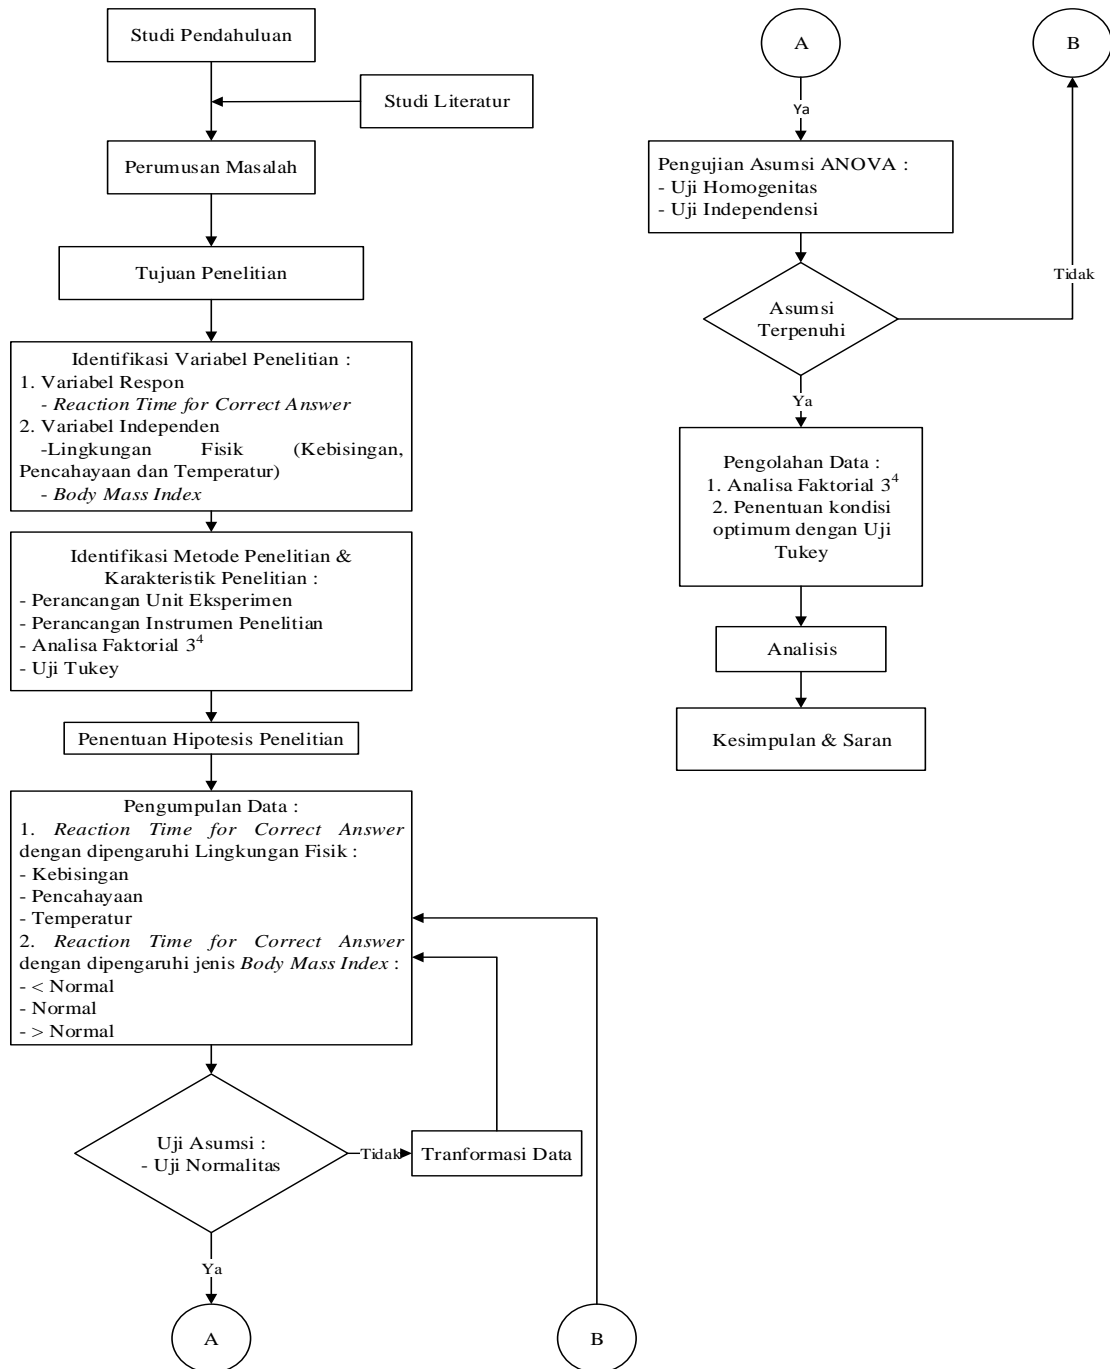 Studi Pendahuluan
Studi Literatur
Perumusan Masalah
Tujuan Penelitian
Identifikasi Variabel Penelitian :
1. Variabel Respon
- Reaction Time for Correct Answer
2. Variabel Independen
-Lingkungan Fisik (Kebisingan,
Pencahayaan dan Temperatur)
- Body Mass Index
Identifikasi Metode Penelitian &
Karakteristik Penelitian :
- Perancangan Unit Eksperimen
- Perancangan Instrumen Penelitian
- Analisa Faktorial 3⁴
- Uji Tukey
Penentuan Hipotesis Penelitian
Pengumpulan Data :
1. Reaction Time for Correct Answer
dengan dipengaruhi Lingkungan Fisik :
- Kebisingan
- Pencahayaan
- Temperatur
2. Reaction Time for Correct Answer
dengan dipengaruhi jenis Body Mass Index :
- < Normal
- Normal
- > Normal
Uji Asumsi :
- Uji Normalitas
Tidak
Tranformasi Data
Ya
A
B
A
B
Ya
Pengujian Asumsi ANOVA :
- Uji Homogenitas
- Uji Independensi
Asumsi
Terpenuhi
Tidak
Ya
Pengolahan Data :
1. Analisa Faktorial 3⁴
2. Penentuan kondisi
optimum dengan Uji
Tukey
Analisis
Kesimpulan & Saran